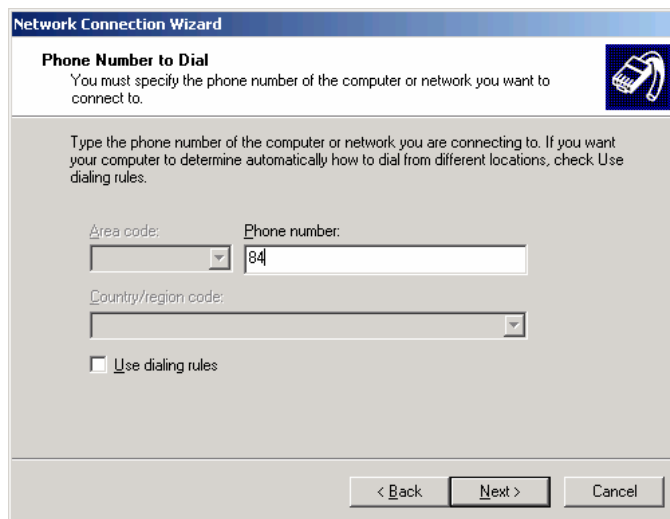 Network Connection Wizard
Phone Number to Dial
You must specify the phone number of the computer or network you want to
connect to.
Type the phone number of the computer or network you are connecting to. If you want
your computer to determine automatically how to dial from different locations, check Use
dialing rules.
Area code: Phone number:
84
Country/region code:
Use dialing rules
< Back Next > Cancel